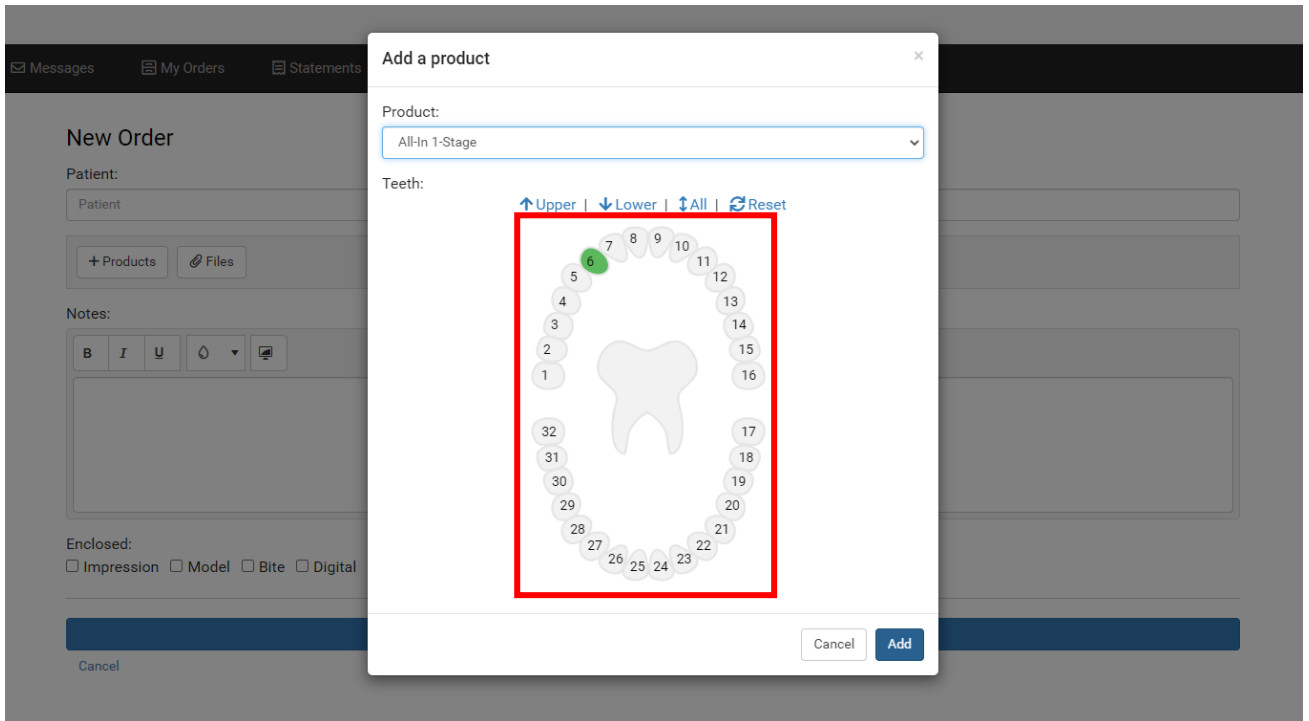 Add a product ×
Messages My Orders Statements
Product:
New Order
All-In 1-Stage
Patient:
Teeth:
Patient
Upper | Lower | All | Reset
8 9
7 10
+ Products Files
6 11
5 12
4 13
Notes:
3 14
B I U
2 15
1 16
32 17
31 18
30 19
29 20
28 21
Enclosed:
27 22
26 23
25 24
Impression Model Bite Digital
Cancel Add
Cancel